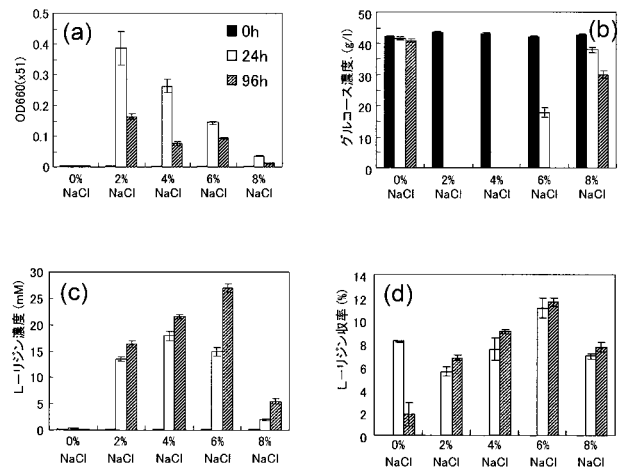 (a)
OD660(x51)
0.5
0.4
0.3
0.2
0.1
0
0h
24h
96h
0% 2% 4% 6% 8%
NaCl NaCl NaCl NaCl NaCl
(b)
グルコース濃度.(g/l)
50
40
30
20
10
0
0% 2% 4% 6% 8%
NaCl NaCl NaCl NaCl NaCl
(c)
L-リジン濃度(mM)
30
25
20
15
10
5
0
0% 2% 4% 6% 8%
NaCl NaCl NaCl NaCl NaCl
(d)
L-リジン収率(%)
14
12
10
8
6
4
2
0
0% 2% 4% 6% 8%
NaCl NaCl NaCl NaCl NaCl